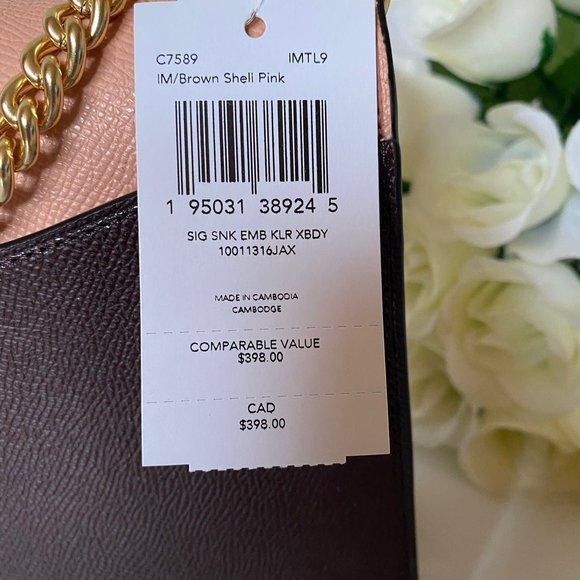 C7589 IMTL9
IM/Brown Shell Pink
1 95031 38924 5
SIG SNK EMB KLR XBDY
10011316JAX
MADE IN CAMBODIA
CAMBODGE
COMPARABLE VALUE
$398.00
CAD
$398.00